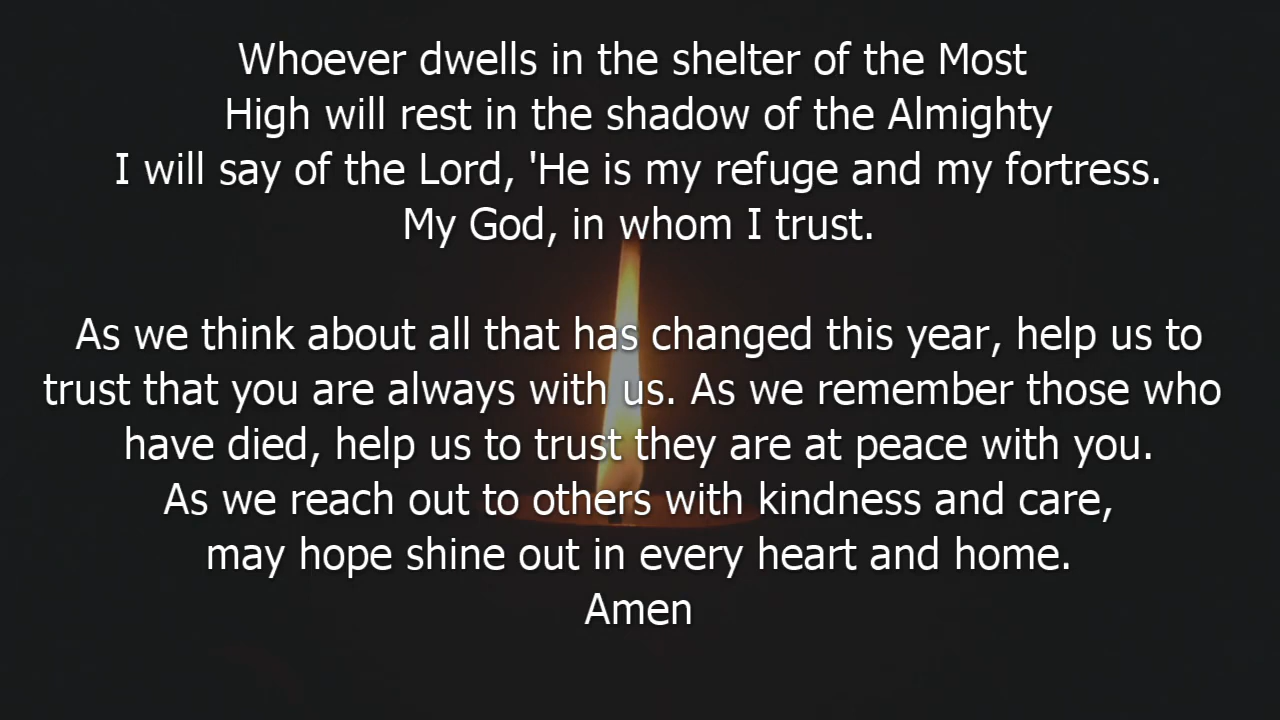 Whoever dwells in the shelter of the Most
High will rest in the shadow of the Almighty
I will say of the Lord, 'He is my refuge and my fortress.
My God, in whom I trust.
As we think about all that has changed this year, help us to
trust that you are always with us. As we remember those who
have died, help us to trust they are at peace with you.
As we reach out to others with kindness and care,
may hope shine out in every heart and home.
Amen